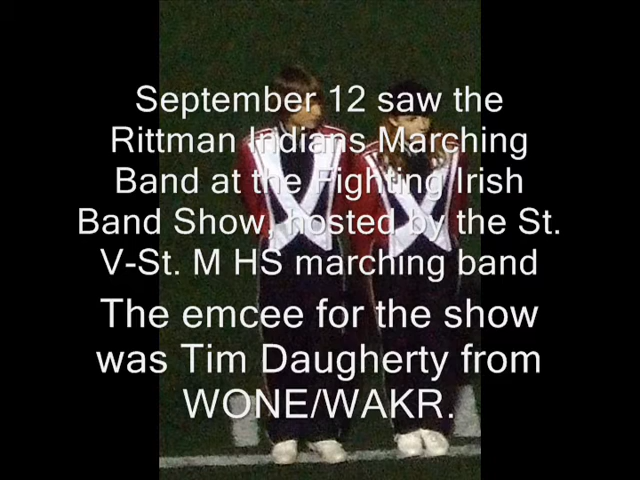 September 12 saw the
Rittman Indians Marching
Band at the Fighting Irish
Band Show, hosted by the St.
V-St. M HS marching band
The emcee for the show
was Tim Daugherty from
WONE/WAKR.